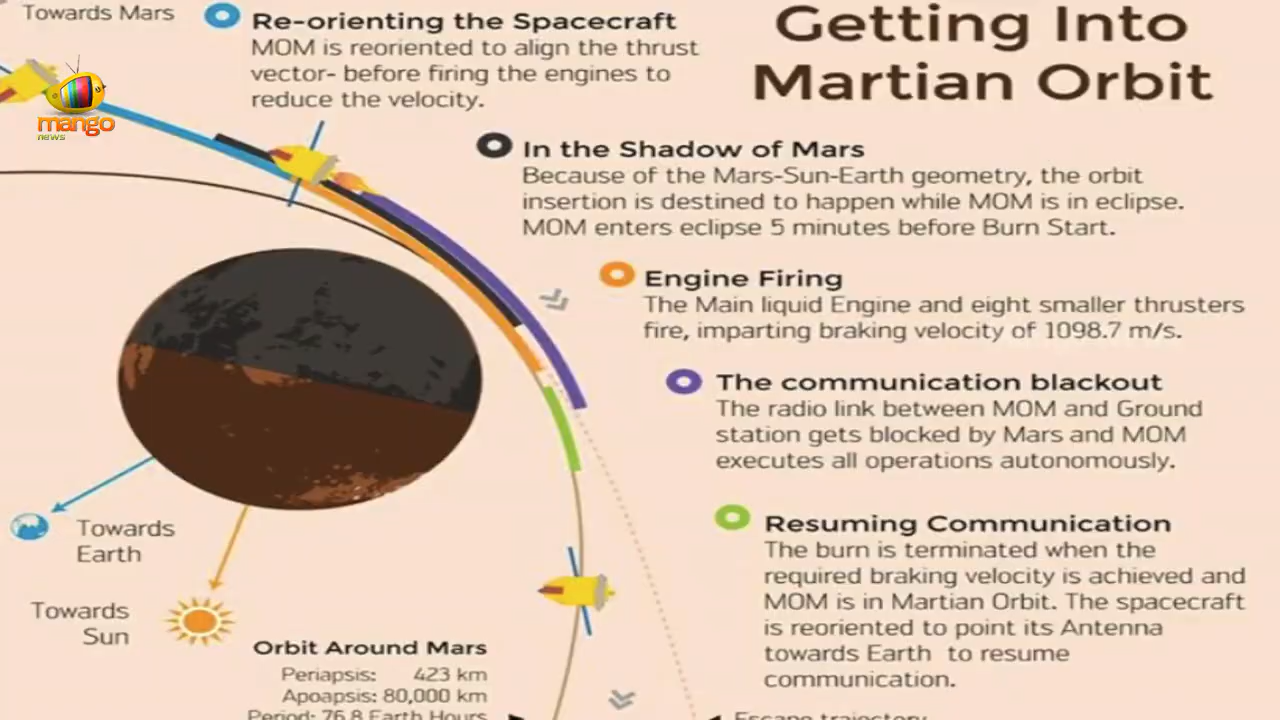 Towards Mars
mango
news
Getting Into
Martian Orbit
Re-orienting the Spacecraft
MOM is reoriented to align the thrust
vector- before firing the engines to
reduce the velocity.
In the Shadow of Mars
Because of the Mars-Sun-Earth geometry, the orbit
insertion is destined to happen while MOM is in eclipse.
MOM enters eclipse 5 minutes before Burn Start.
Engine Firing
The Main liquid Engine and eight smaller thrusters
fire, imparting braking velocity of 1098.7 m/s.
The communication blackout
The radio link between MOM and Ground
station gets blocked by Mars and MOM
executes all operations autonomously.
Resuming Communication
The burn is terminated when the
required braking velocity is achieved and
MOM is in Martian Orbit. The spacecraft
is reoriented to point its Antenna
towards Earth to resume
communication.
Towards
Earth
Towards
Sun
Orbit Around Mars
Periapsis: 423 km
Apoapsis: 80,000 km
Period: 76.8 Earth Hours
Escape trajectory